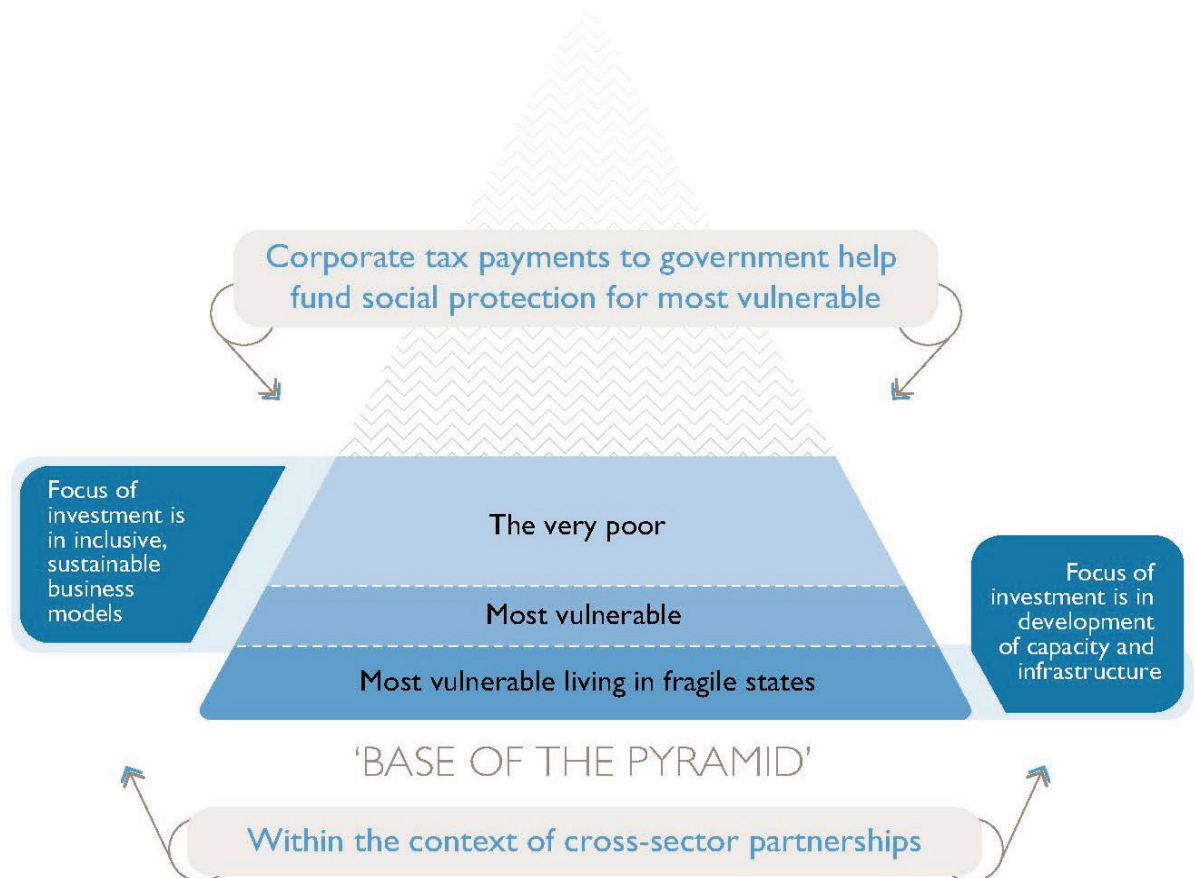 Corporate tax payments to government help
fund social protection for most vulnerable
Focus of
investment is
in inclusive,
sustainable
business
models
The very poor
Most vulnerable
Most vulnerable living in fragile states
Focus of
investment is in
development
of capacity and
infrastructure
'BASE OF THE PYRAMID'
Within the context of cross-sector partnerships